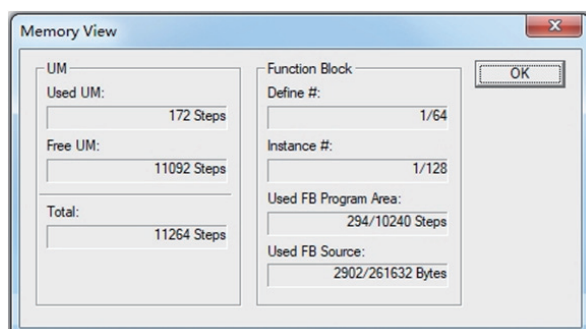 Memory View
UM
Used UM:
172 Steps
Free UM:
11092 Steps
Total:
11264 Steps
Function Block
Define #:
1/64
Instance #:
1/128
Used FB Program Area:
294/10240 Steps
Used FB Source:
2902/261632 Bytes
OK